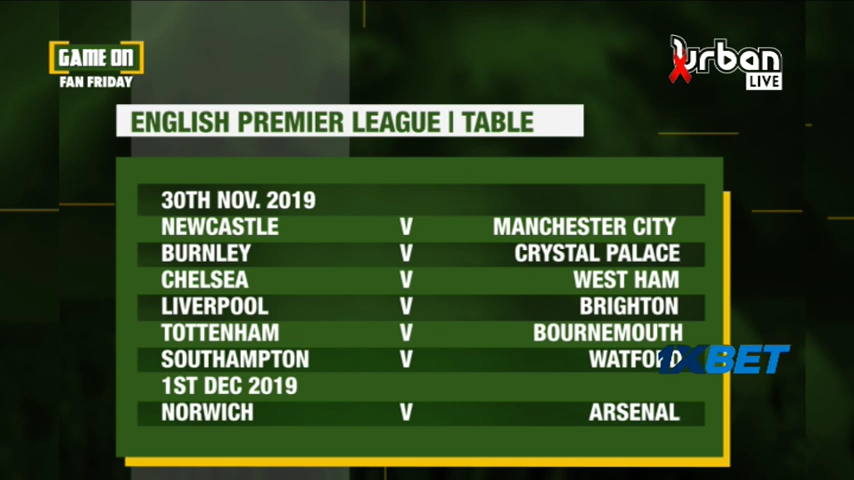 GAME ON
FAN FRIDAY
urban
LIVE
ENGLISH PREMIER LEAGUE | TABLE
30TH NOV. 2019
NEWCASTLE V MANCHESTER CITY
BURNLEY V CRYSTAL PALACE
CHELSEA V WEST HAM
LIVERPOOL V BRIGHTON
TOTTENHAM V BOURNEMOUTH
SOUTHAMPTON V WATFORD
1XBET
1ST DEC 2019
NORWICH V ARSENAL